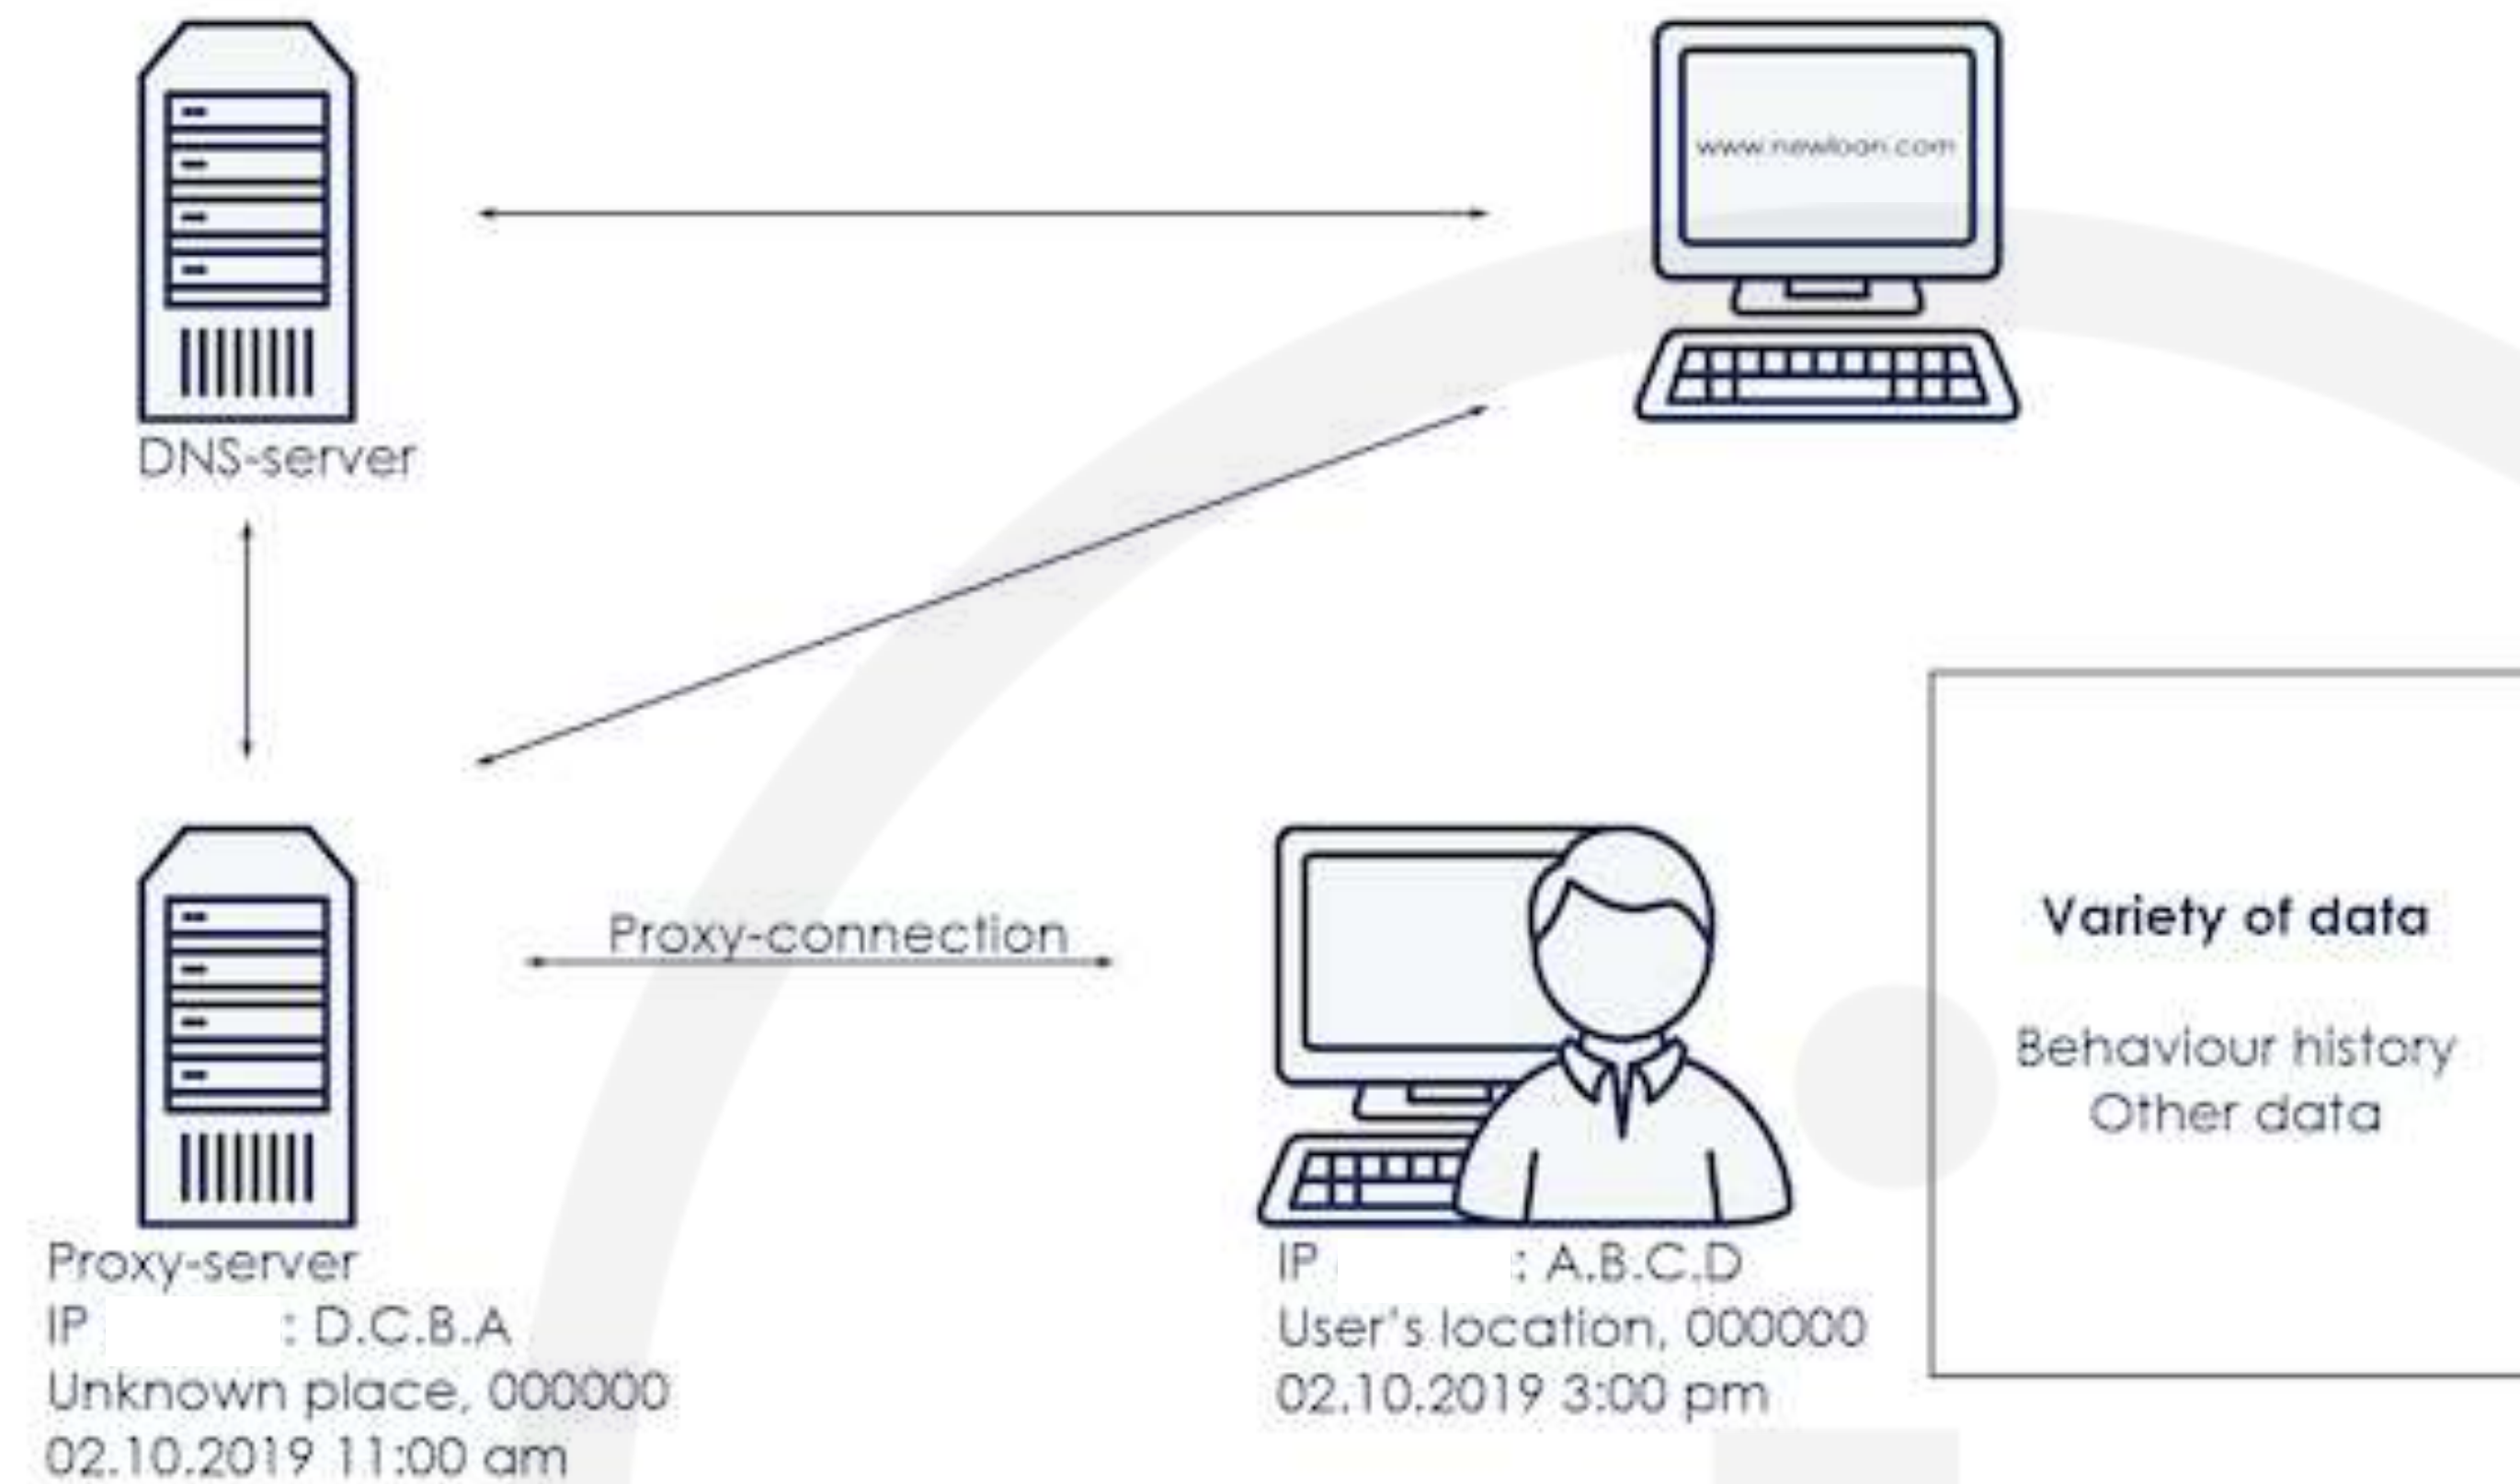 www.newloan.com
DNS-server
Proxy-connection
Variety of data
Behaviour history
Other data
Proxy-server
IP : D.C.B.A
Unknown place, 000000
02.10.2019 11:00 am
IP : A.B.C.D
User's location, 000000
02.10.2019 3:00 pm